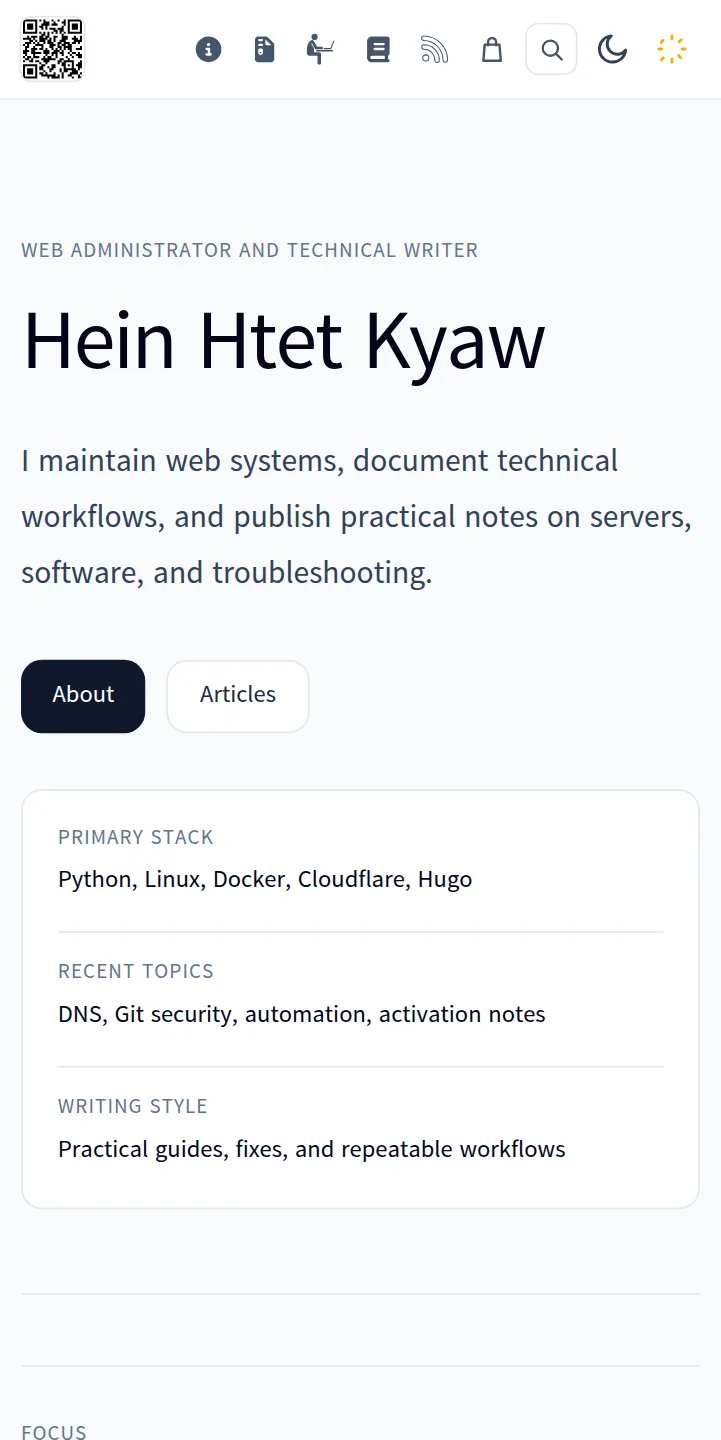 WEB ADMINISTRATOR AND TECHNICAL WRITER
Hein Htet Kyaw
I maintain web systems, document technical
workflows, and publish practical notes on servers,
software, and troubleshooting.
About
Articles
PRIMARY STACK
Python, Linux, Docker, Cloudflare, Hugo
RECENT TOPICS
DNS, Git security, automation, activation notes
WRITING STYLE
Practical guides, fixes, and repeatable workflows
FOCUS